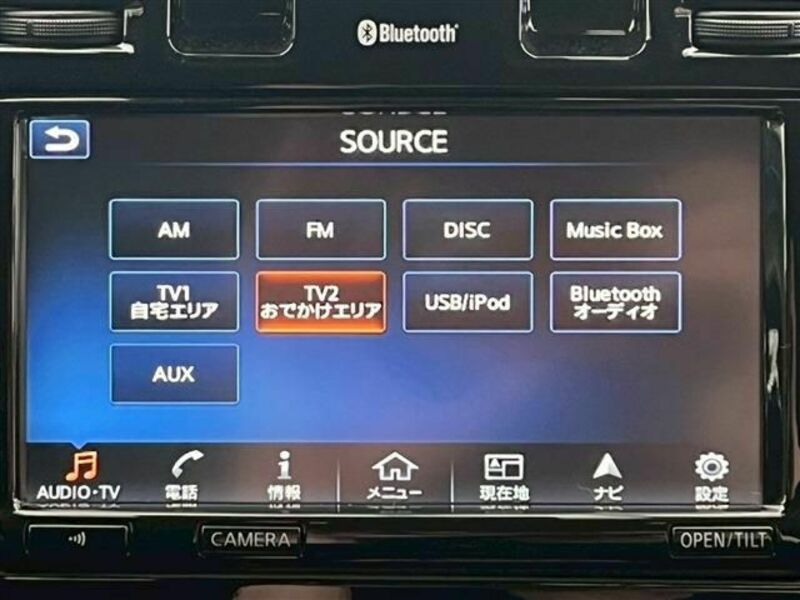 Bluetooth
SOURCE
AM
FM
DISC
Music Box
TV1
自宅エリア
TV2
おでかけエリア
USB/iPod
Bluetooth
オーディオ
AUX
AUDIO・TV
電話
情報
メニュー
現在地
ナビ
設定
CAMERA
OPEN/TILT